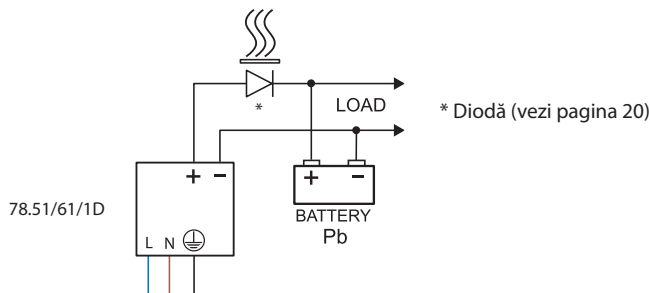 *
LOAD
* Diodă (vezi pagina 20)
+ −
+ −
78.51/61/1D
BATTERY
Pb
L N